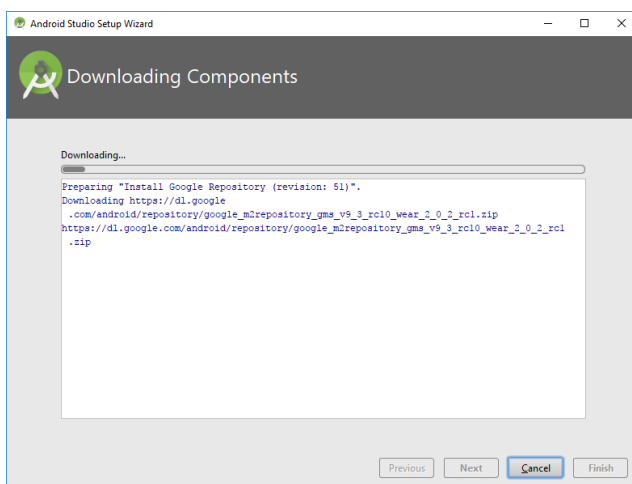 Android Studio Setup Wizard
Downloading Components
Downloading...
Preparing "Install Google Repository (revision: 51)".
Downloading https://dl.google
.com/android/repository/google_m2repository_gms_v9_3_rc10_wear_2_0_2_rc1.zip
https://dl.google.com/android/repository/google_m2repository_gms_v9_3_rc10_wear_2_0_2_rc1
.zip
Previous Next Cancel Finish